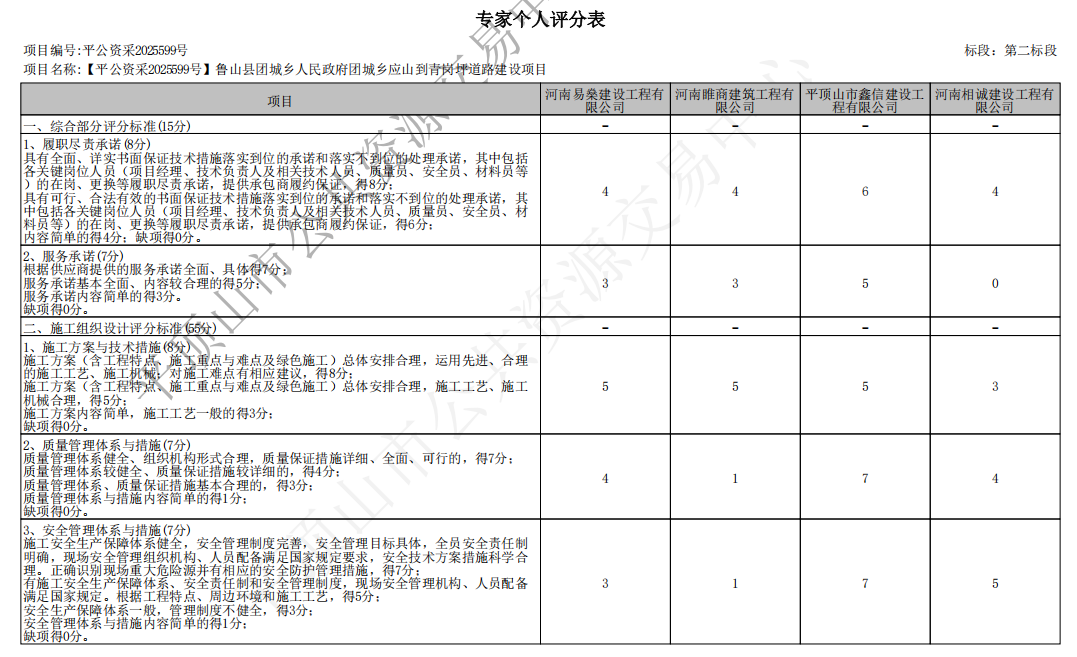 专家个人评分表
项目编号:平公资采2025599号
标段：第二标段
项目名称:【平公资采2025599号】鲁山县团城乡人民政府团城乡应山到青岗坪道路建设项目
项目
河南易燊建设工程有
限公司
河南睢商建筑工程有
限公司
平顶山市鑫信建设工
程有限公司
河南相诚建设工程有
限公司
一、综合部分评分标准(15分)
-
-
-
-
1、履职尽责承诺(8分)
具有全面、详实书面保证技术措施落实到位的承诺和落实不到位的处理承诺，其中包括
各关键岗位人员（项目经理、技术负责人及相关技术人员、质量员、安全员、材料员等
）的在岗、更换等履职尽责承诺，提供承包商履约保证，得8分；
具有可行、合法有效的书面保证技术措施落实到位的承诺和落实不到位的处理承诺，其
中包括各关键岗位人员（项目经理、技术负责人及相关技术人员、质量员、安全员、材
料员等）的在岗、更换等履职尽责承诺，提供承包商履约保证，得6分；
内容简单的得4分；缺项得0分。
4
4
6
4
2、服务承诺(7分)
根据供应商提供的服务承诺全面、具体得7分；
服务承诺基本全面、内容较合理的得5分；
服务承诺内容简单的得3分。
缺项得0分。
3
3
5
0
二、施工组织设计评分标准(55分)
-
-
-
-
1、施工方案与技术措施(8分)
施工方案（含工程特点、施工重点与难点及绿色施工）总体安排合理，运用先进、合理
的施工工艺、施工机械；对施工难点有相应建议，得8分；
施工方案（含工程特点、施工重点与难点及绿色施工）总体安排合理，施工工艺、施工
机械合理，得5分；
施工方案内容简单，施工工艺一般的得3分；
缺项得0分。
5
5
5
3
2、质量管理体系与措施(7分)
质量管理体系健全、组织机构形式合理，质量保证措施详细、全面、可行的，得7分；
质量管理体系较健全、质量保证措施较详细的，得4分；
质量管理体系、质量保证措施基本合理的，得3分；
质量管理体系与措施内容简单的得1分；
缺项得0分。
4
1
7
4
3、安全管理体系与措施(7分)
施工安全生产保障体系健全，安全管理制度完善，安全管理目标具体，全员安全责任制
明确，现场安全管理组织机构、人员配备满足国家规定要求，安全技术方案措施科学合
理。正确识别现场重大危险源并有相应的安全防护管理措施，得7分；
有施工安全生产保障体系、安全责任制和安全管理制度，现场安全管理机构、人员配备
满足国家规定。根据工程特点、周边环境和施工工艺，得5分；
安全生产保障体系一般，管理制度不健全，得3分；
安全管理体系与措施内容简单的得1分；
缺项得0分。
3
1
7
5
平顶山市公共资源交易中心
平顶山市公共资源交易中心